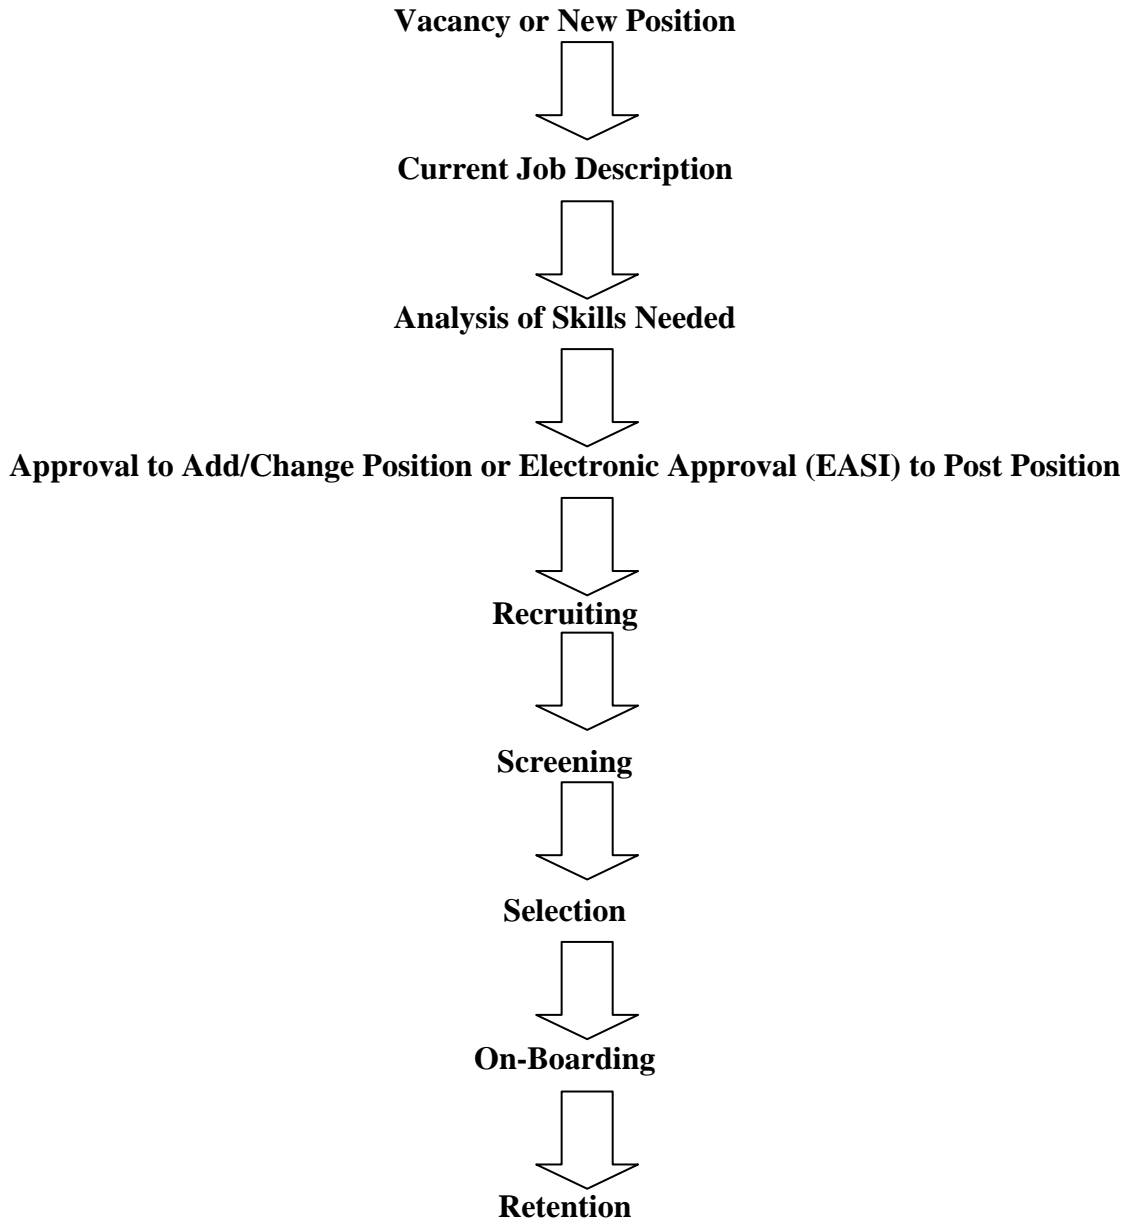 Vacancy or New Position
Current Job Description
Analysis of Skills Needed
Approval to Add/Change Position or Electronic Approval (EASI) to Post Position
Recruiting
Screening
Selection
On-Boarding
Retention